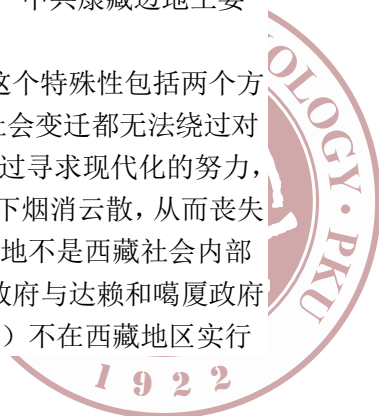 中共康藏边地主要
这个特殊性包括两个方
社会变迁都无法绕过对
过寻求现代化的努力，
下烟消云散，从而丧失
地不是西藏社会内部
政府与达赖和噶厦政府
）不在西藏地区实行
OLOGY · PKU
1922